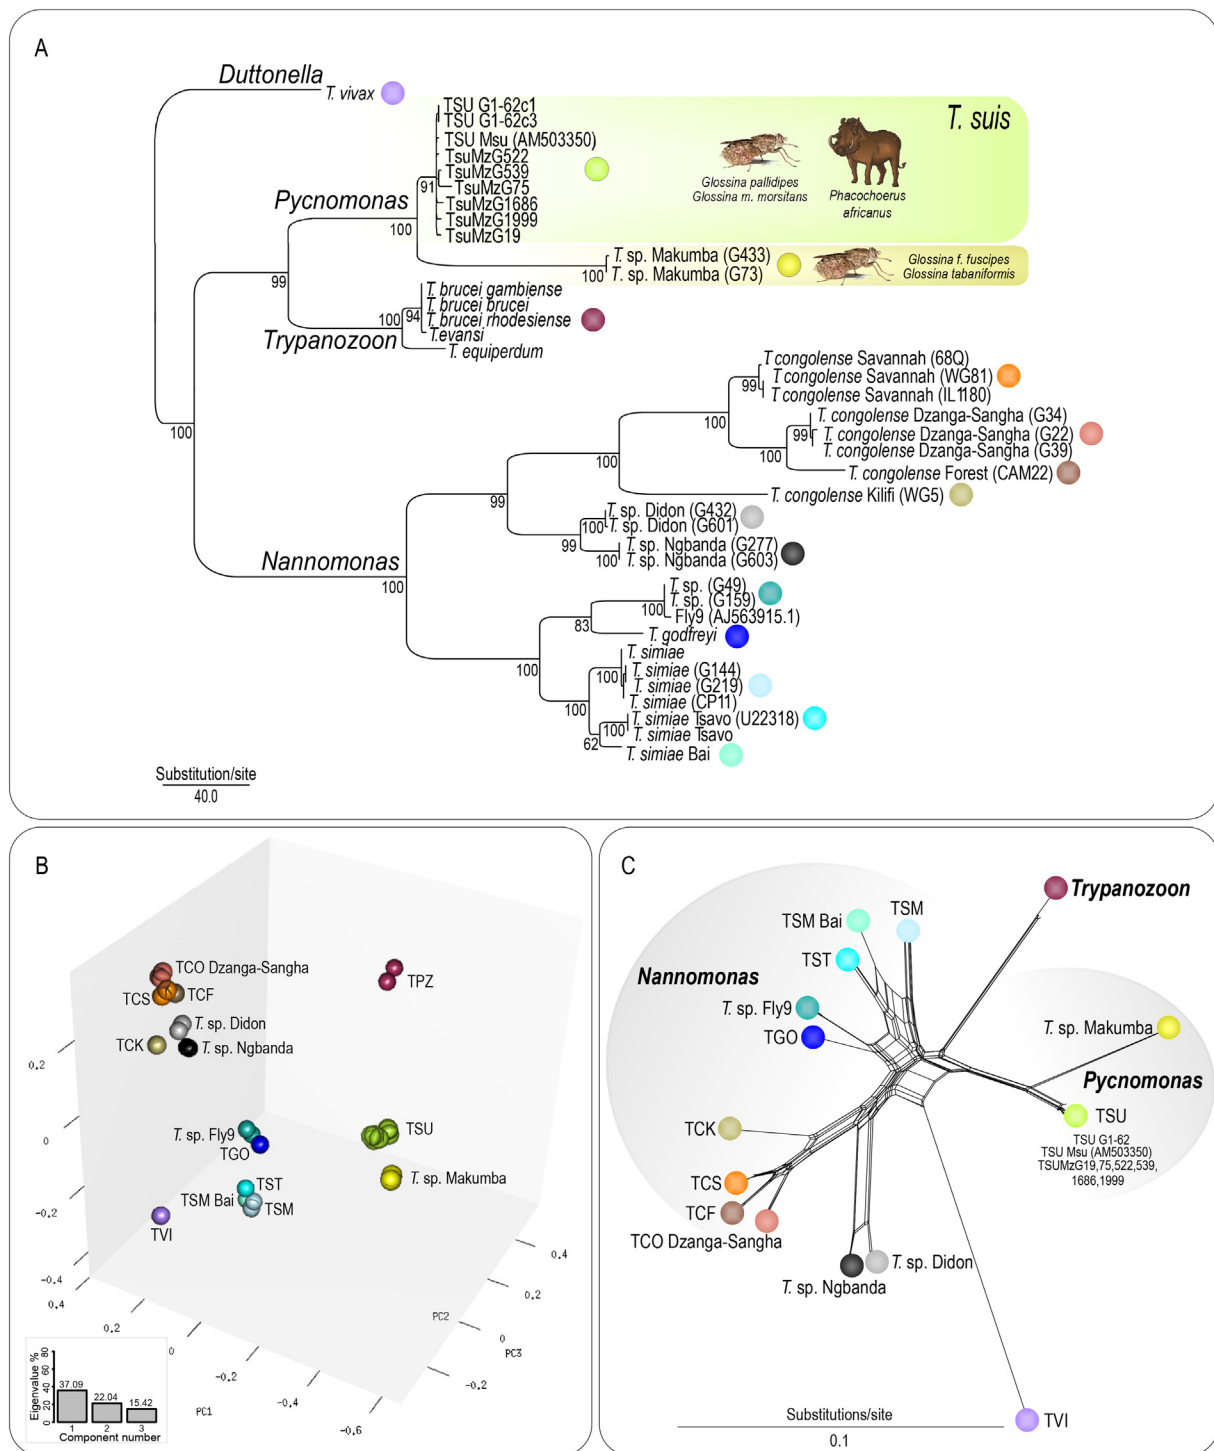 A
Duttonella
T. vivax
TSU G1-62c1
TSU G1-62c3
TSU Msu (AM503350)
TsuMzG522
TsuMzG539
TsuMzG75
TsuMzG1686
TsuMzG1999
TsuMzG19
91
T. suis
Glossina pallidipes
Glossina m. morsitans
Phacochoerus
africanus
Pycnomonas
100
T. sp. Makumba (G433)
T. sp. Makumba (G73)
100
Glossina f. fuscipes
Glossina tabaniformis
99
T. brucei gambiense
T. brucei brucei
T. brucei rhodesiense
T.evansi
T. equiperdum
100
94
Trypanozoon
100
T congolense Savannah (68Q)
T congolense Savannah (WG81)
T congolense Savannah (IL1180)
99
T. congolense Dzanga-Sangha (G34)
T. congolense Dzanga-Sangha (G22)
T. congolense Dzanga-Sangha (G39)
99
100
100
100
T. congolense Forest (CAM22)
T. congolense Kilifi (WG5)
99
T. sp. Didon (G432)
T. sp. Didon (G601)
100
99
T. sp. Ngbanda (G277)
T. sp. Ngbanda (G603)
100
Nannomonas
100
T. sp. (G49)
T. sp. (G159)
Fly9 (AJ563915.1)
100
83
T. godfreyi
100
T. simiae
T. simiae (G144)
T. simiae (G219)
T. simiae (CP11)
100
100
T. simiae Tsavo (U22318)
T. simiae Tsavo
100
62
T. simiae Bai
Substitution/site
40.0
B
TCO Dzanga-Sangha
TCS
TCF
T. sp. Didon
TCK
T. sp. Ngbanda
TPZ
T. sp. Fly9
TGO
TSU
TST
TSM Bai
TSM
T. sp. Makumba
TVI
0.2
0
-0.2
-0.4
0.4
0.2
0
-0.2
-0.4
-0.6
PC1
PC2
PC3
0.4
0.2
0
-0.2
Eigenvalue %
0 20 40 60 80
37.09
22.04
15.42
1 2 3
Component number
C
Trypanozoon
TSM Bai
TSM
TST
Nannomonas
T. sp. Fly9
TGO
T. sp. Makumba
Pycnomonas
TSU
TSU G1-62
TSU Msu (AM503350)
TSUMzG19,75,522,539,
1686,1999
TCK
TCS
TCF
TCO Dzanga-Sangha
T. sp. Didon
T. sp. Ngbanda
TVI
Substitutions/site
0.1